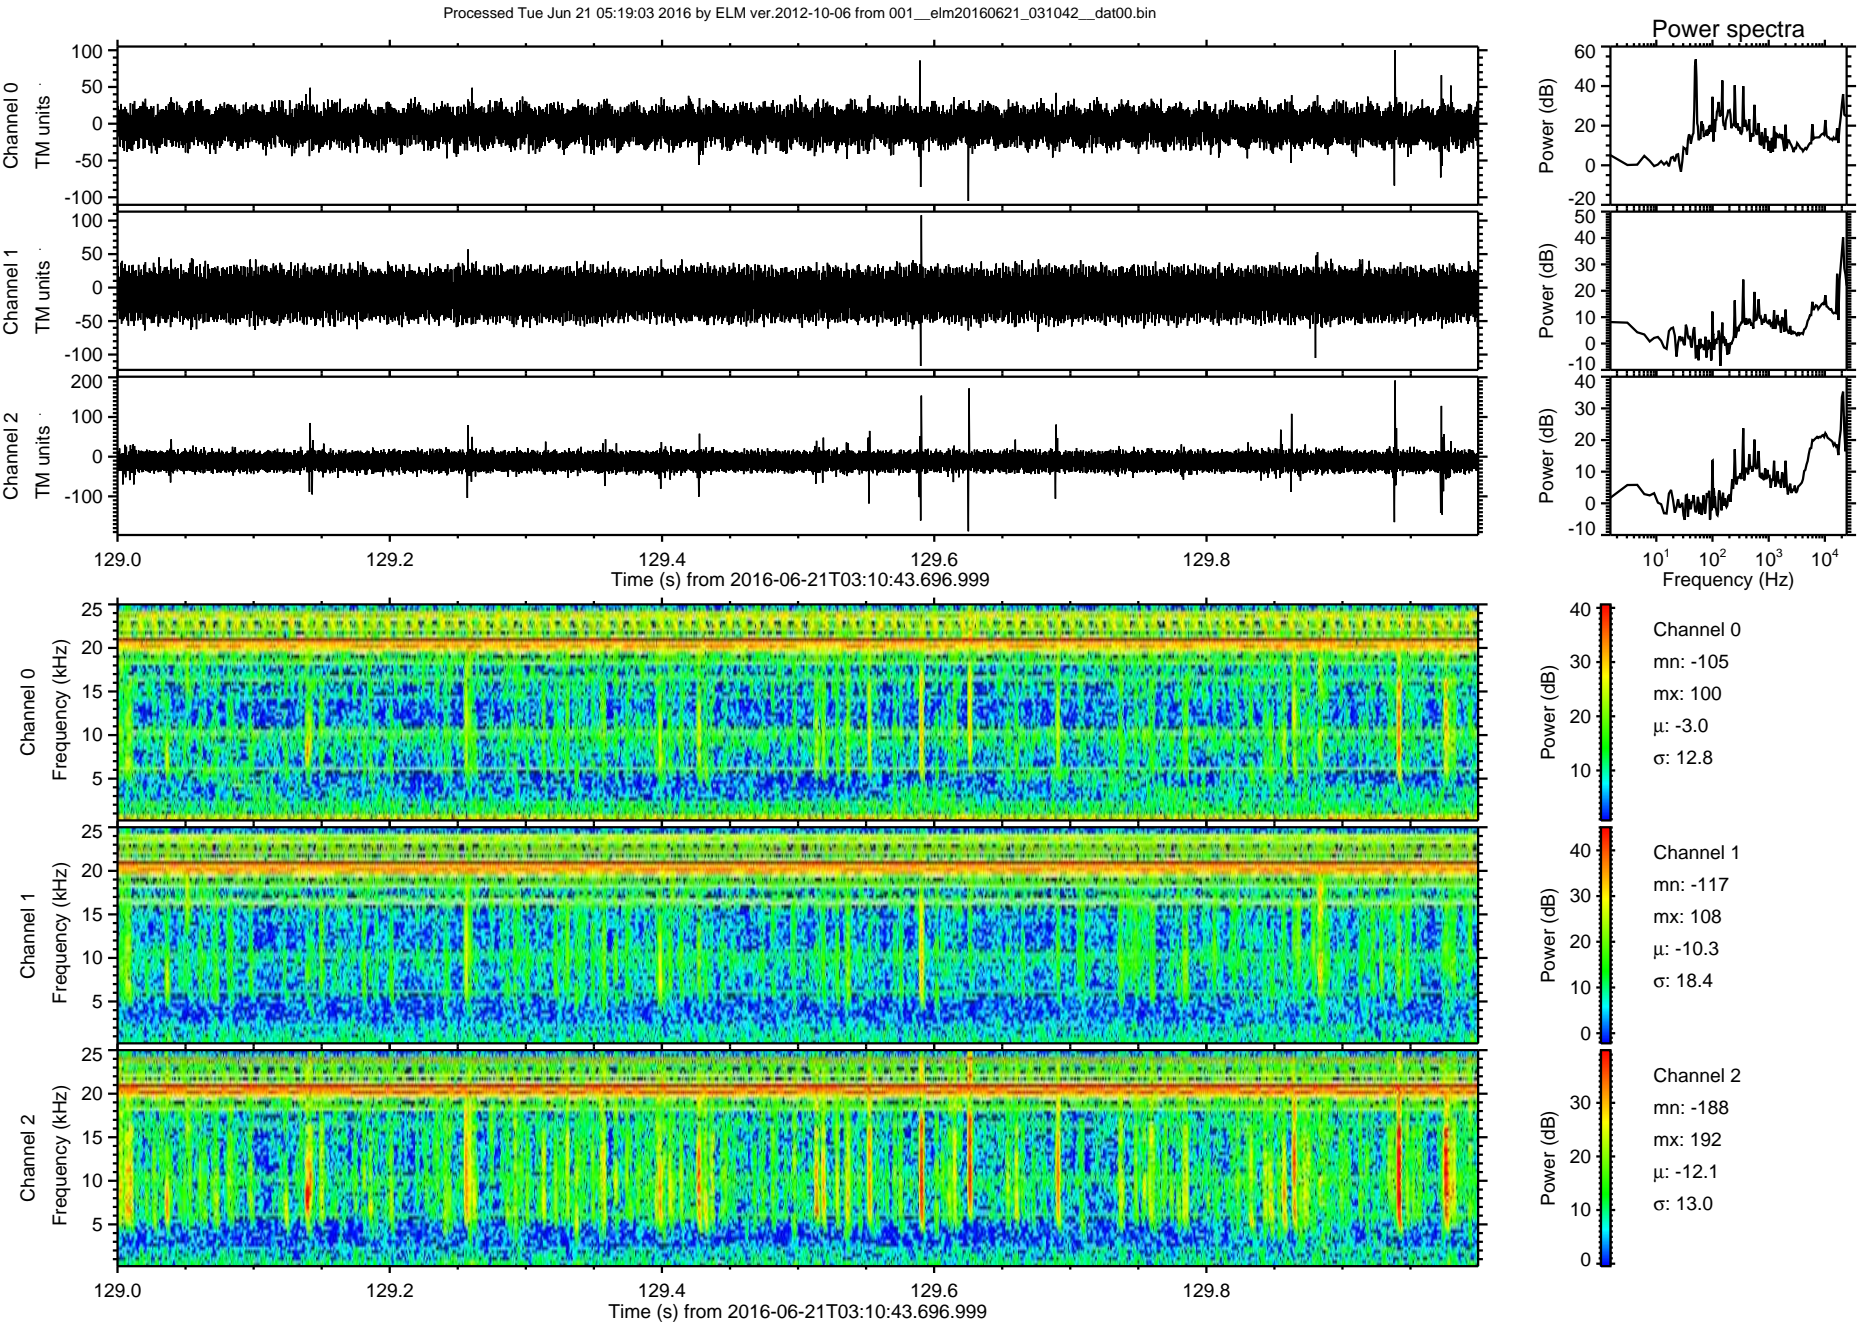 Processed Tue Jun 21 05:19:03 2016 by ELM ver.2012-10-06 from 001__elm20160621_031042__dat00.bin
Power spectra
Channel 0
TM units
100
50
0
-50
-100
Power (dB)
60
40
20
0
-20
Channel 1
TM units
100
50
0
-50
-100
Power (dB)
50
40
30
20
10
0
-10
Channel 2
TM units
200
100
0
-100
Power (dB)
40
30
20
10
0
-10
129.0 129.2 129.4 129.6 129.8
Time (s) from 2016-06-21T03:10:43.696.999
10¹ 10² 10³ 10⁴
Frequency (Hz)
Channel 0
Frequency (kHz)
25
20
15
10
5
Power (dB)
40
30
20
10
Channel 0
mn: -105
mx: 100
µ: -3.0
σ: 12.8
Channel 1
Frequency (kHz)
25
20
15
10
5
Power (dB)
40
30
20
10
0
Channel 1
mn: -117
mx: 108
µ: -10.3
σ: 18.4
Channel 2
Frequency (kHz)
25
20
15
10
5
Power (dB)
30
20
10
0
Channel 2
mn: -188
mx: 192
µ: -12.1
σ: 13.0
129.0 129.2 129.4 129.6 129.8
Time (s) from 2016-06-21T03:10:43.696.999